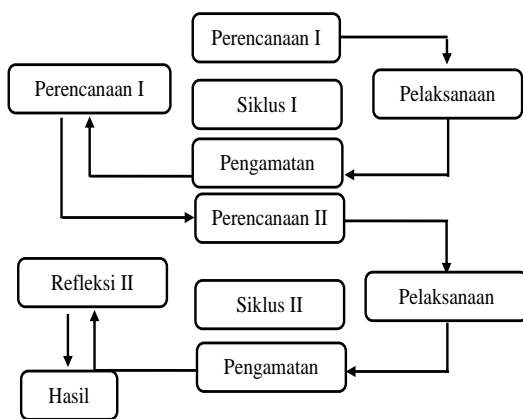 Perencanaan I
Perencanaan I
Siklus I
Pelaksanaan
Pengamatan
Perencanaan II
Refleksi II
Siklus II
Pelaksanaan
Pengamatan
Hasil